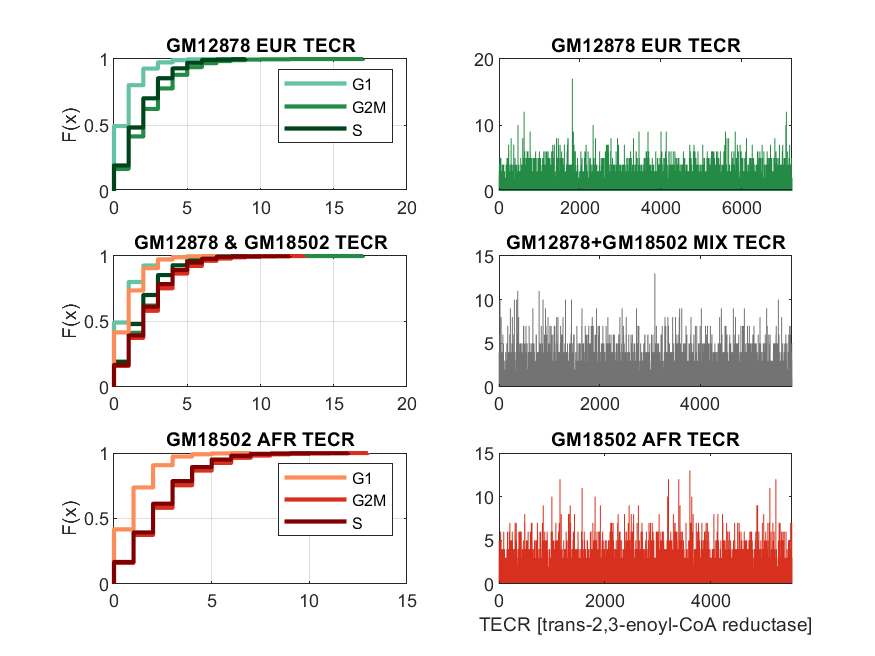 GM12878 EUR TECR
1
0.5
0
F(x)
0 5 10 15 20
G1
G2M
S
GM12878 EUR TECR
20
10
0
0 2000 4000 6000
GM12878 & GM18502 TECR
1
0.5
0
F(x)
0 5 10 15 20
GM12878+GM18502 MIX TECR
15
10
5
0
0 2000 4000
GM18502 AFR TECR
1
0.5
0
F(x)
0 5 10 15
G1
G2M
S
GM18502 AFR TECR
15
10
5
0
0 2000 4000
TECR [trans-2,3-enoyl-CoA reductase]